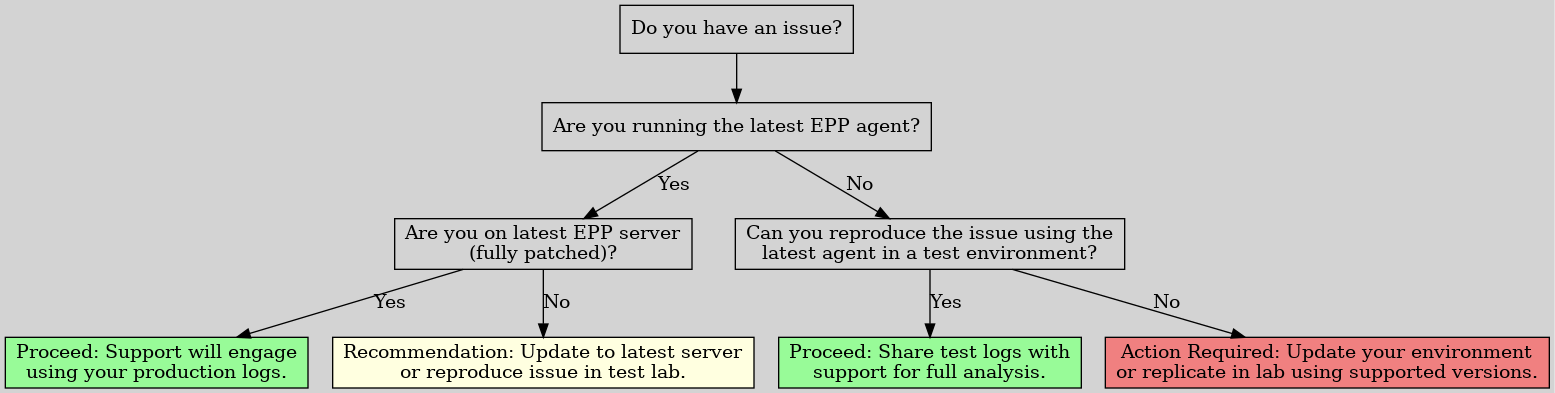 Do you have an issue?
Are you running the latest EPP agent?
Yes
No
Are you on latest EPP server
(fully patched)?
Can you reproduce the issue using the
latest agent in a test environment?
Yes
No
Yes
No
Proceed: Support will engage
using your production logs.
Recommendation: Update to latest server
or reproduce issue in test lab.
Proceed: Share test logs with
support for full analysis.
Action Required: Update your environment
or replicate in lab using supported versions.